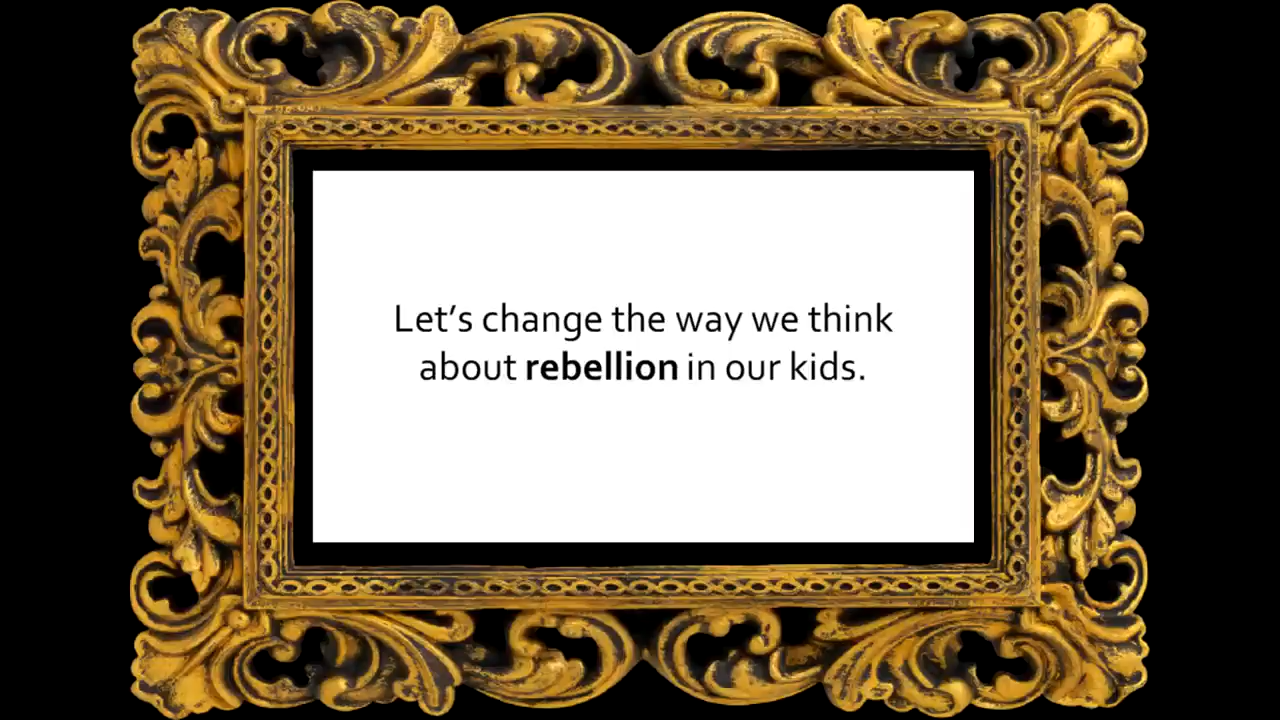 Let’s change the way we think
about rebellion in our kids.